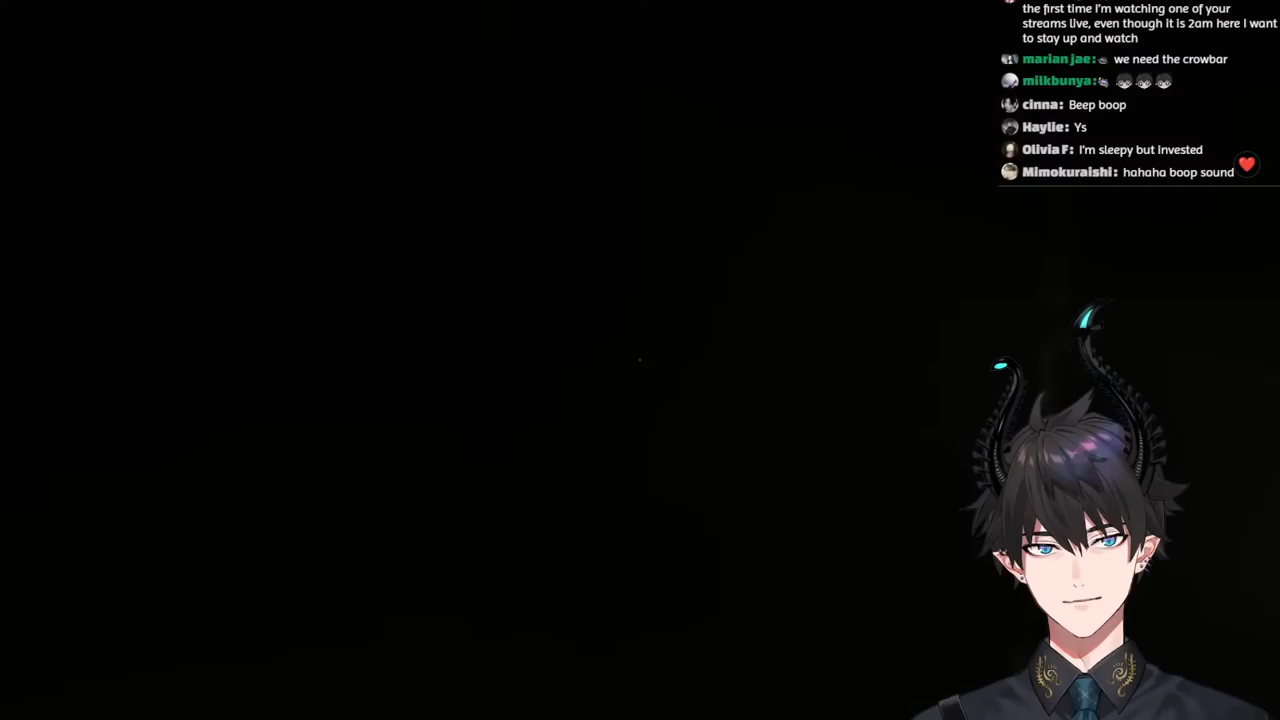 the first time I'm watching one of your
streams live, even though it is 2am here I want
to stay up and watch
marian jae: we need the crowbar
milkbunya:
cinna: Beep boop
Haylie: Ys
Olivia F: I'm sleepy but invested
Mimokuraishi: hahaha boop sound